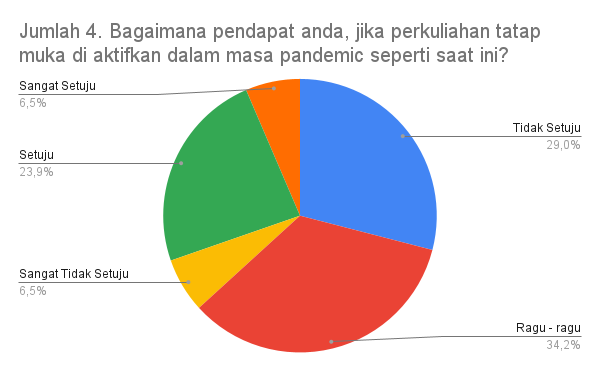 Jumlah 4. Bagaimana pendapat anda, jika perkuliahan tatap
muka di aktifkan dalam masa pandemic seperti saat ini?
Sangat Setuju
6,5%
Tidak Setuju
29,0%
Setuju
23,9%
Sangat Tidak Setuju
6,5%
Ragu - ragu
34,2%